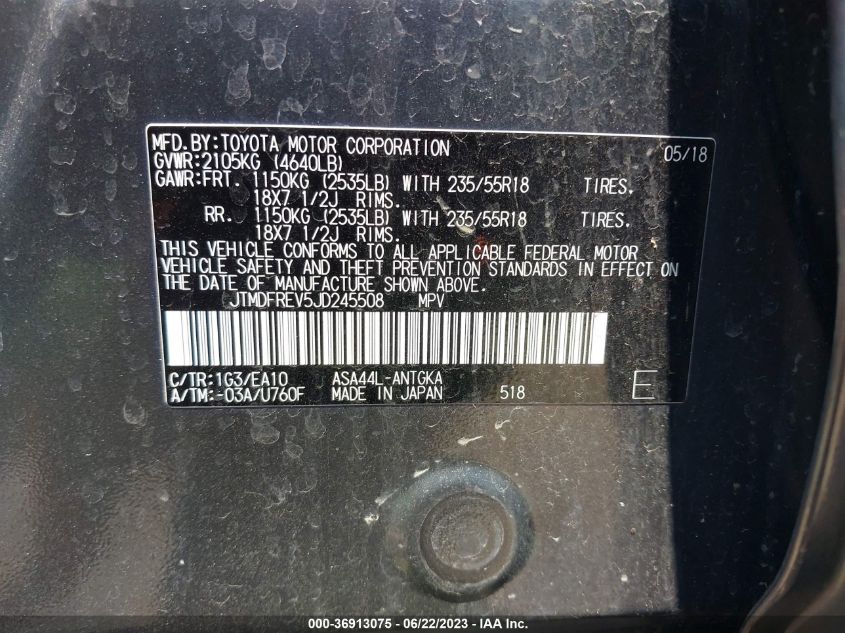 MFD.BY:TOYOTA MOTOR CORPORATION 05/18
GVWR:2105KG (4640LB)
GAWR:FRT. 1150KG (2535LB) WITH 235/55R18 TIRES.
18X7 1/2J RIMS.
RR. 1150KG (2535LB) WITH 235/55R18 TIRES.
18X7 1/2J RIMS.
THIS VEHICLE CONFORMS TO ALL APPLICABLE FEDERAL MOTOR
VEHICLE SAFETY AND THEFT PREVENTION STANDARDS IN EFFECT ON
THE DATE OF MANUFACTURE SHOWN ABOVE.
JTMDFREV5JD245508 MPV
C/TR:1G3/EA10 ASA44L-ANTGKA
A/TM:-03A/U760F MADE IN JAPAN 518 E
000-36913075 - 06/22/2023 - Copyright IAA, Inc.